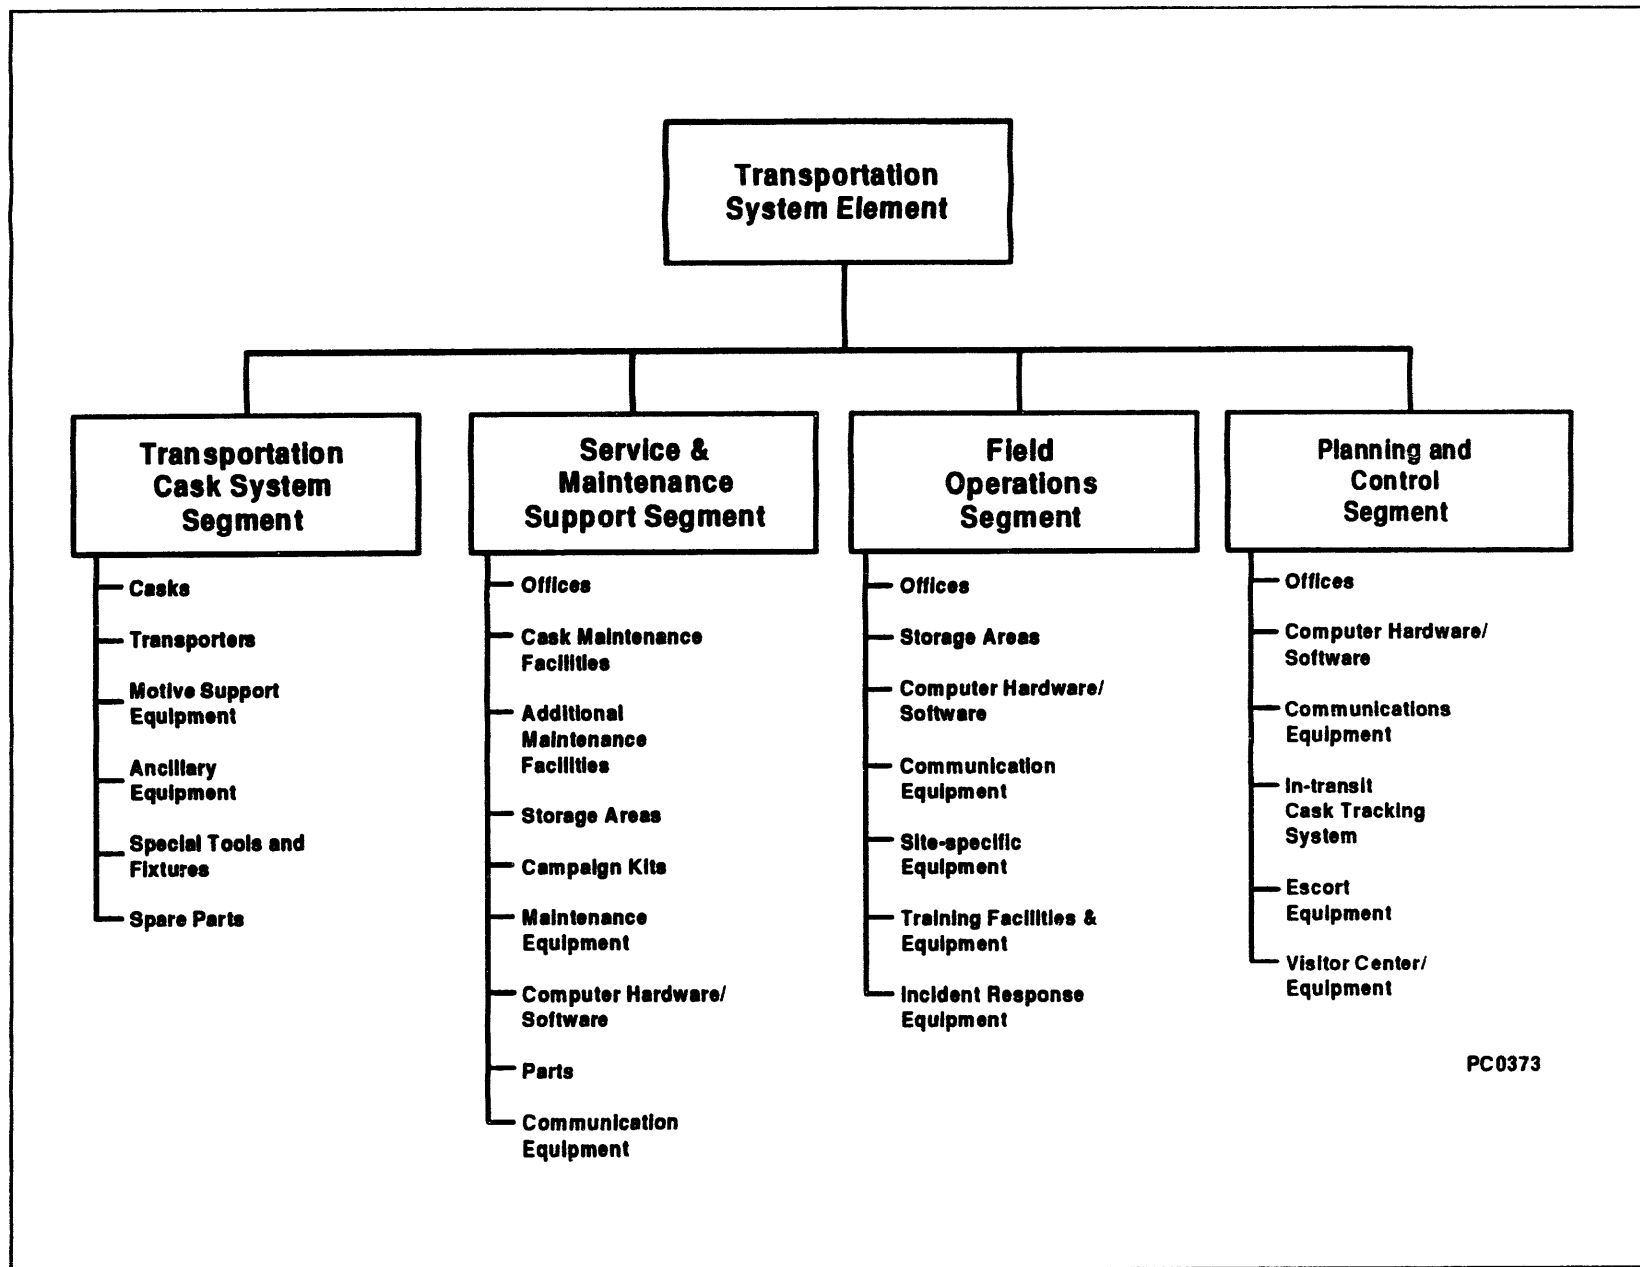 Transportation
System Element
Transportation
Cask System
Segment
Casks
Transporters
Motive Support
Equipment
Ancillary
Equipment
Special Tools and
Fixtures
Spare Parts
Service &
Maintenance
Support Segment
Offices
Cask Maintenance
Facilities
Additional
Maintenance
Facilities
Storage Areas
Campaign Kits
Maintenance
Equipment
Computer Hardware/
Software
Parts
Communication
Equipment
Field
Operations
Segment
Offices
Storage Areas
Computer Hardware/
Software
Communication
Equipment
Site-specific
Equipment
Training Facilities &
Equipment
Incident Response
Equipment
Planning and
Control
Segment
Offices
Computer Hardware/
Software
Communications
Equipment
In-transit
Cask Tracking
System
Escort
Equipment
Visitor Center/
Equipment
PC0373